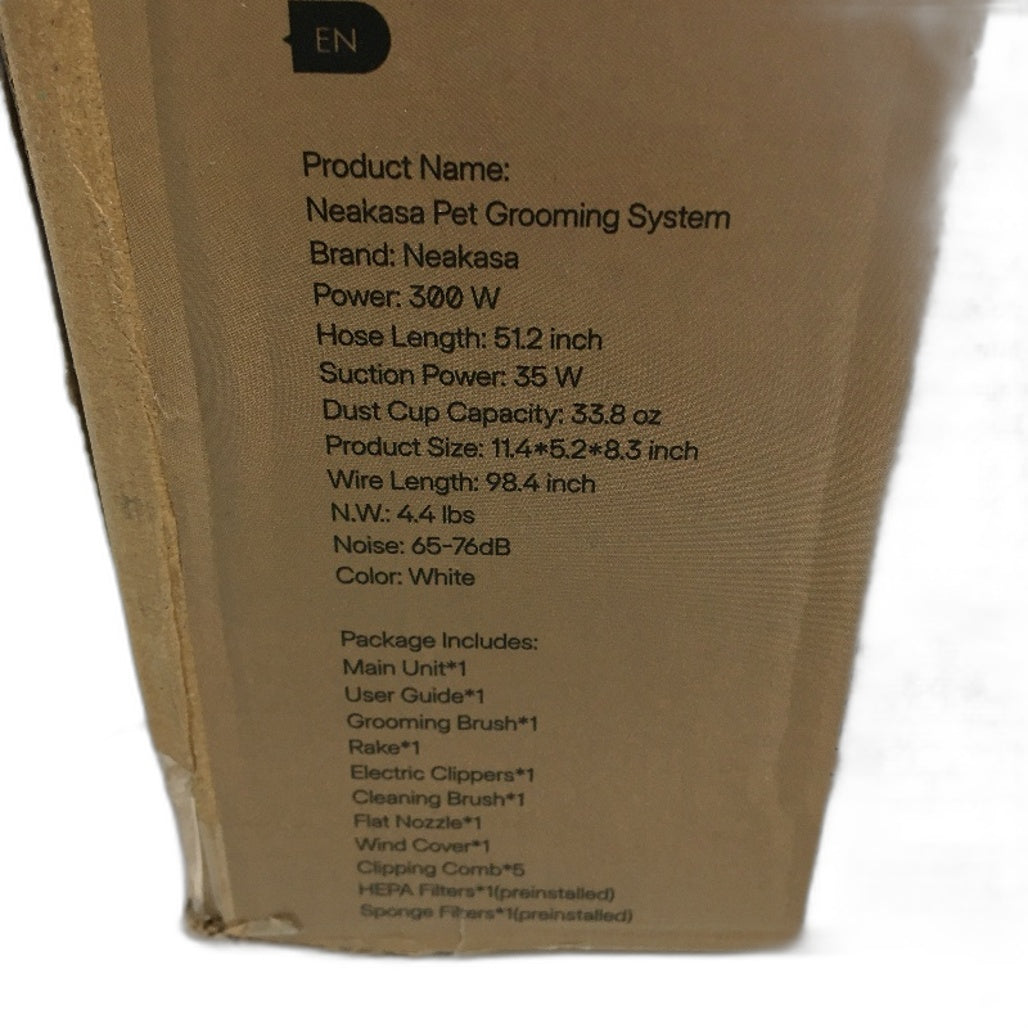 EN
Product Name:
Neakasa Pet Grooming System
Brand: Neakasa
Power: 300 W
Hose Length: 51.2 inch
Suction Power: 35 W
Dust Cup Capacity: 33.8 oz
Product Size: 11.4*5.2*8.3 inch
Wire Length: 98.4 inch
N.W.: 4.4 lbs
Noise: 65-76dB
Color: White
Package Includes:
Main Unit*1
User Guide*1
Grooming Brush*1
Rake*1
Electric Clippers*1
Cleaning Brush*1
Flat Nozzle*1
Wind Cover*1
Clipping Comb*5
HEPA Filters*1(preinstalled)
Sponge Filters*1(preinstalled)